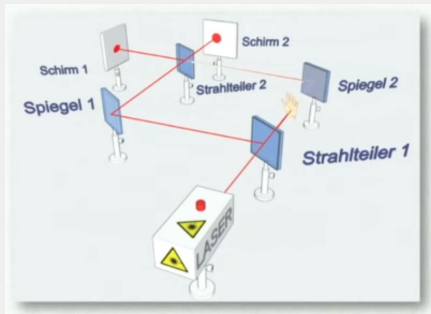 Schirm 2
Schirm 1
Strahlteiler 2
Spiegel 2
Spiegel 1
Strahlteiler 1
LASER